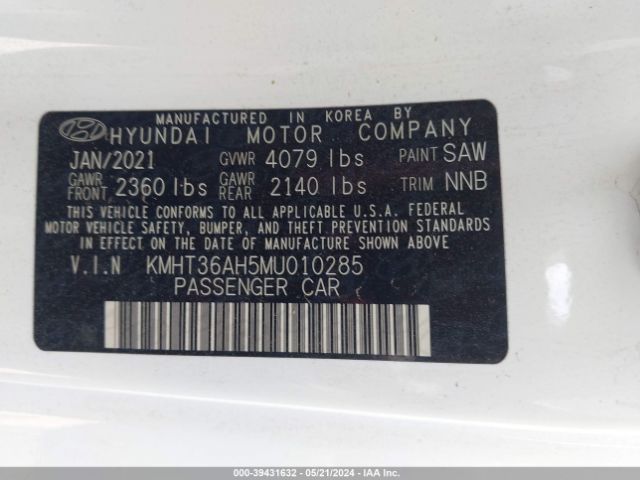 MANUFACTURED IN KOREA BY
HYUNDAI MOTOR COMPANY
JAN/2021 GVWR 4079 lbs PAINT SAW
GAWR FRONT 2360 lbs GAWR REAR 2140 lbs TRIM NNB
THIS VEHICLE CONFORMS TO ALL APPLICABLE U.S.A. FEDERAL
MOTOR VEHICLE SAFETY, BUMPER, AND THEFT PREVENTION STANDARDS
IN EFFECT ON THE DATE OF MANUFACTURE SHOWN ABOVE.
V.I.N KMHT36AH5MU010285
PASSENGER CAR
000-39431632 - 05/21/2024 - IAA Inc.